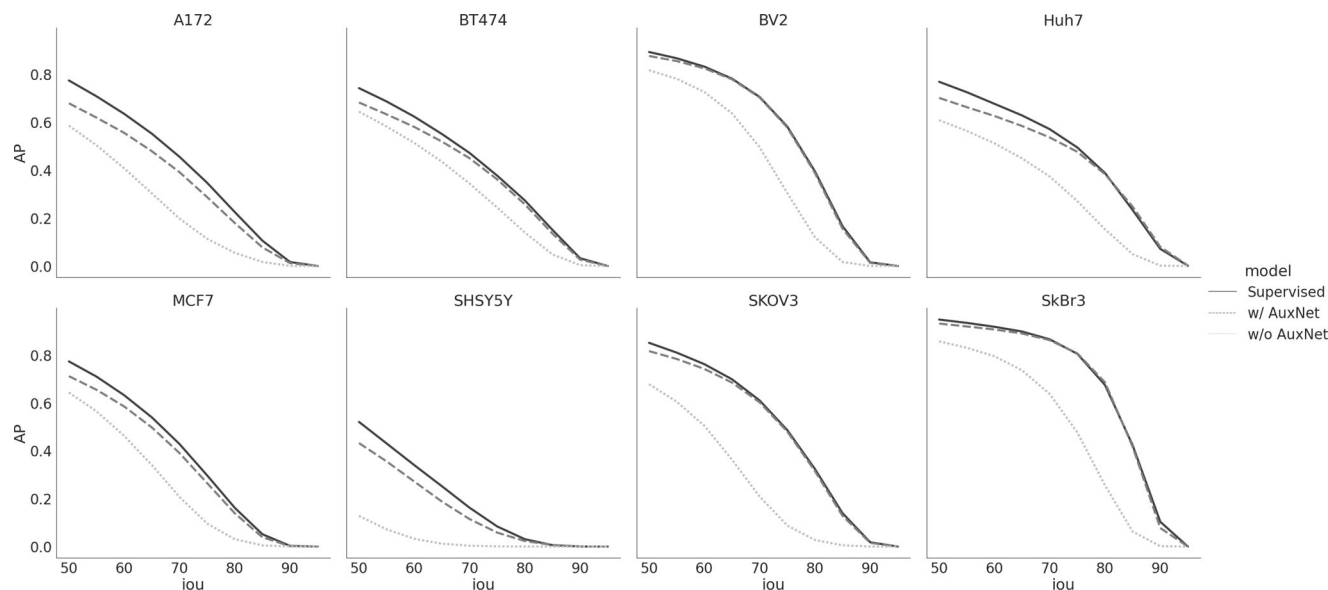 A172
BT474
BV2
Huh7
AP
0.8
0.6
0.4
0.2
0.0
MCF7
SHSY5Y
SKOV3
SkBr3
AP
0.8
0.6
0.4
0.2
0.0
50 60 70 80 90
iou
50 60 70 80 90
iou
50 60 70 80 90
iou
50 60 70 80 90
iou
model
Supervised
w/ AuxNet
w/o AuxNet